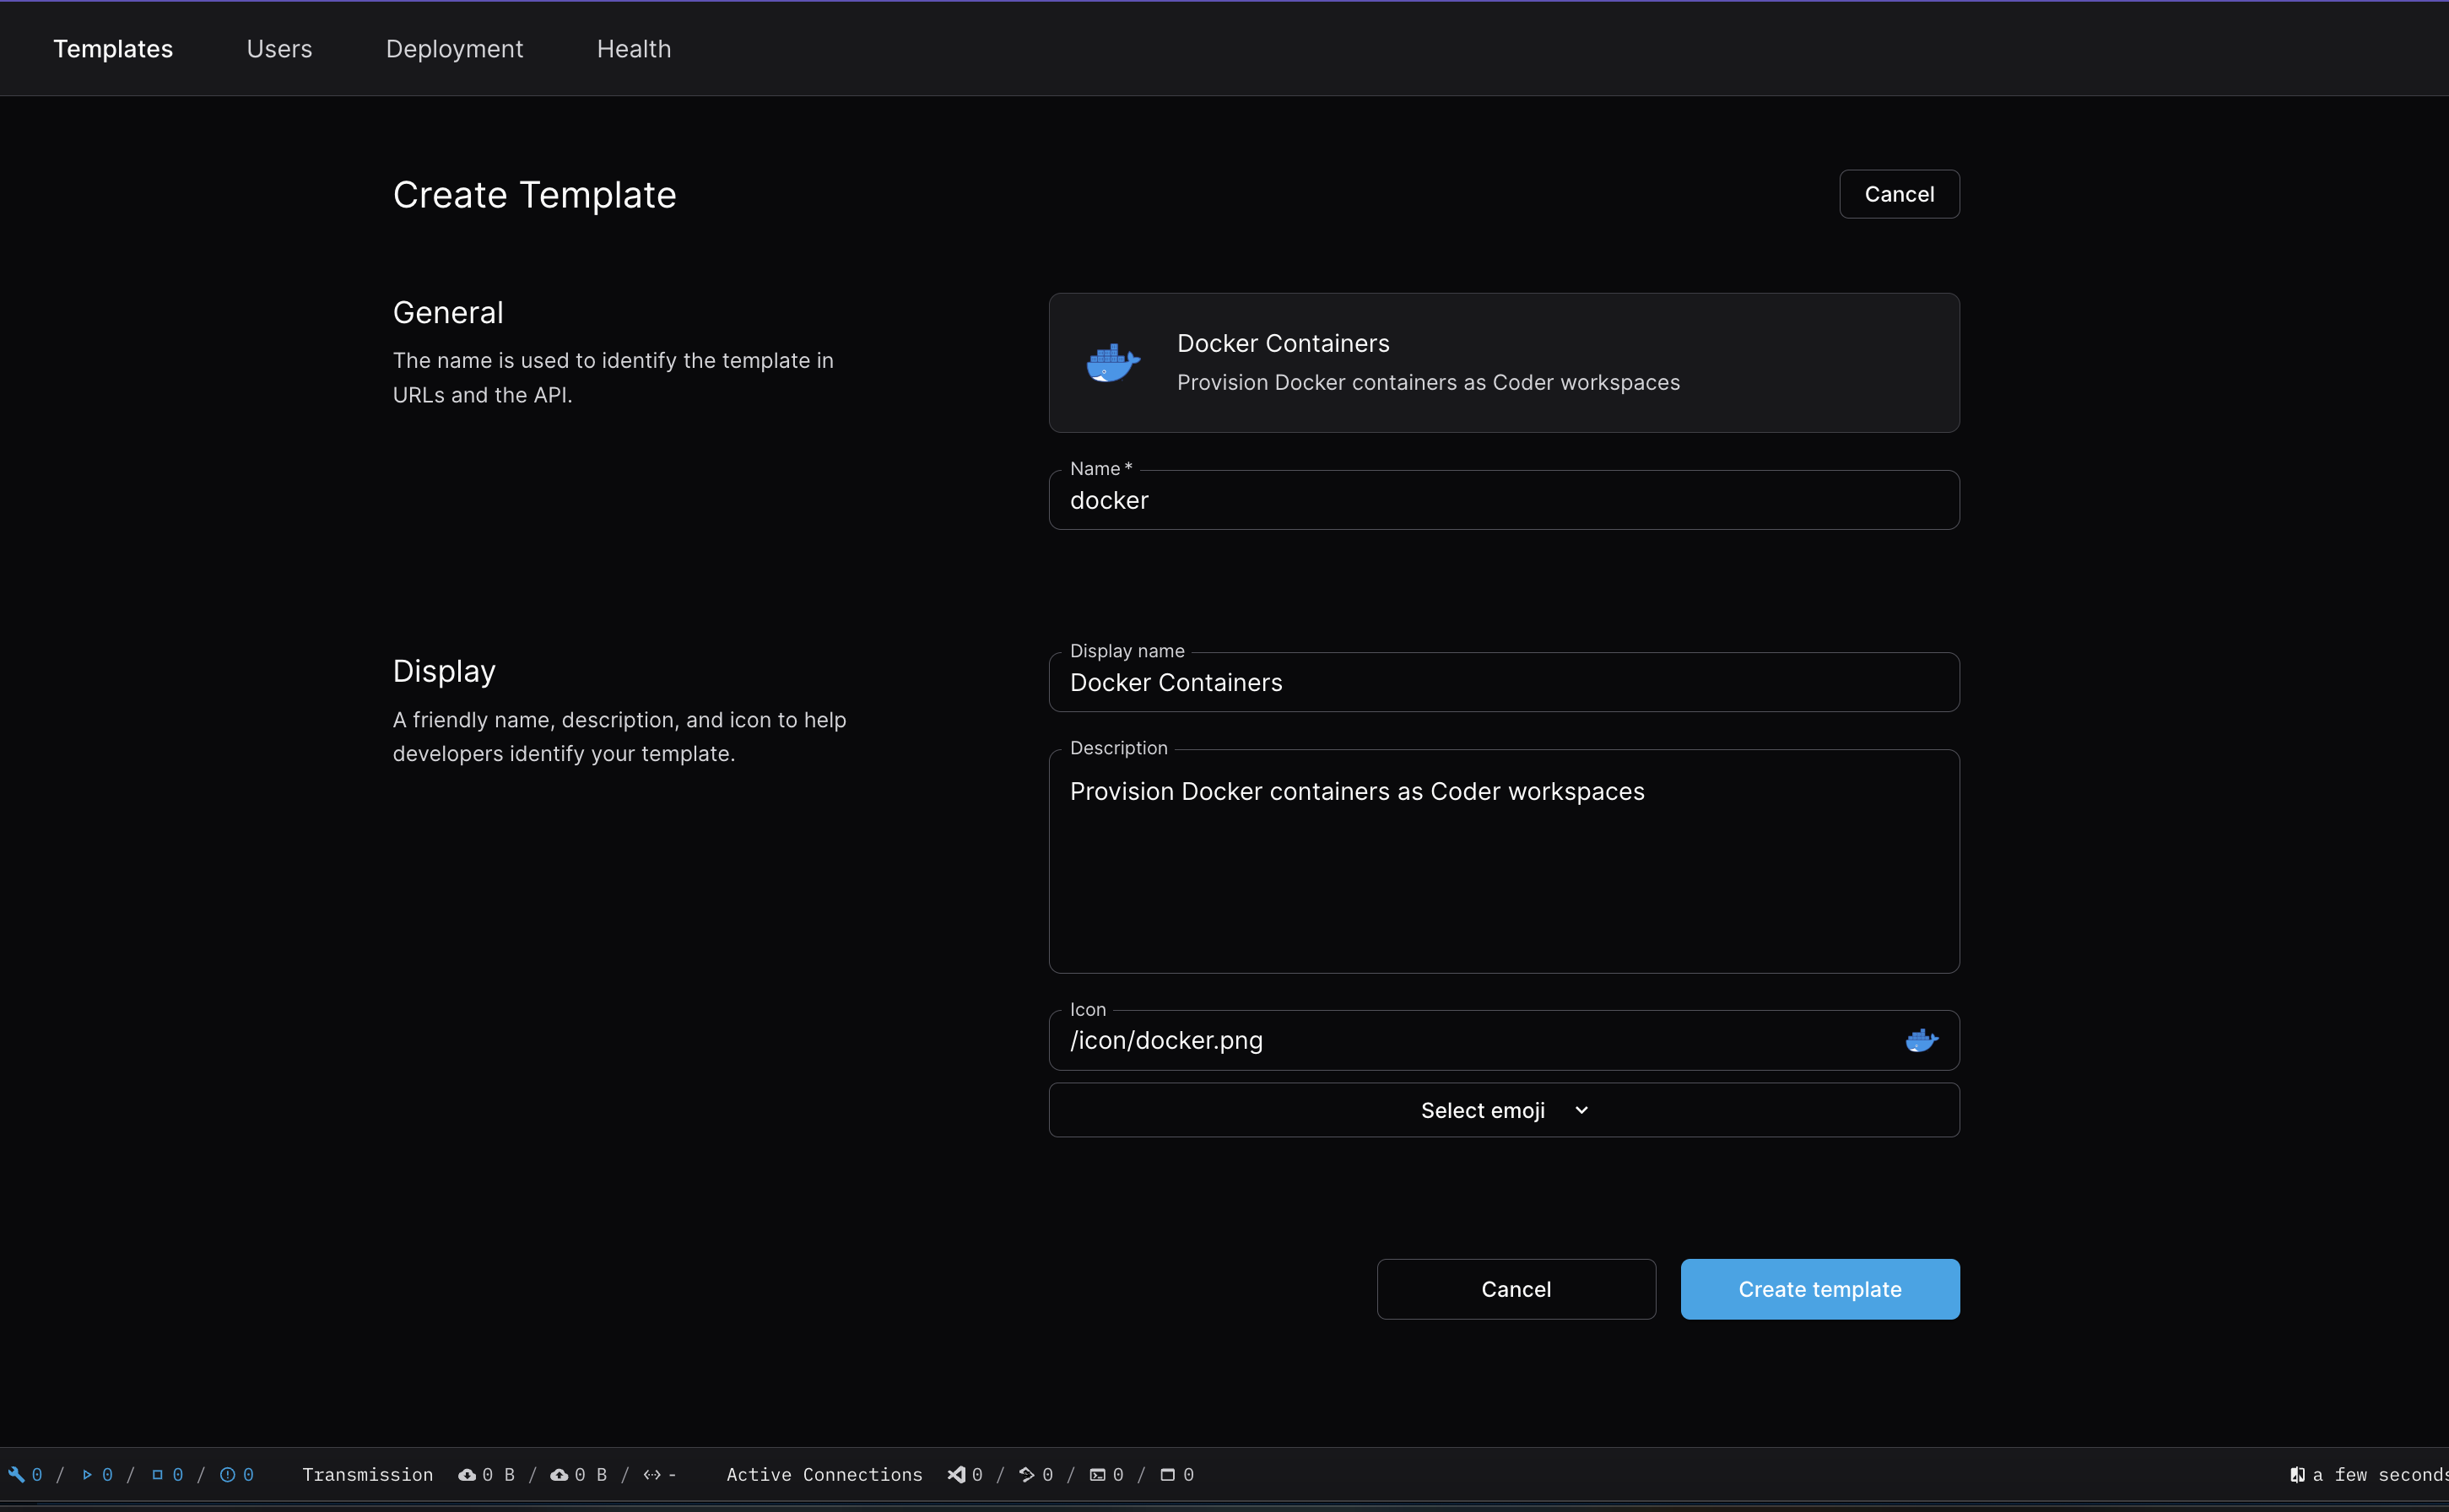 Templates Users Deployment Health
Create Template
Cancel
General
The name is used to identify the template in
URLs and the API.
Docker Containers
Provision Docker containers as Coder workspaces
Name *
docker
Display
A friendly name, description, and icon to help
developers identify your template.
Display name
Docker Containers
Description
Provision Docker containers as Coder workspaces
Icon
/icon/docker.png
Select emoji
Cancel
Create template
0 / 0 / 0 / 0 Transmission 0 B / 0 B / - Active Connections 0 / 0 / 0 / 0 a few seconds